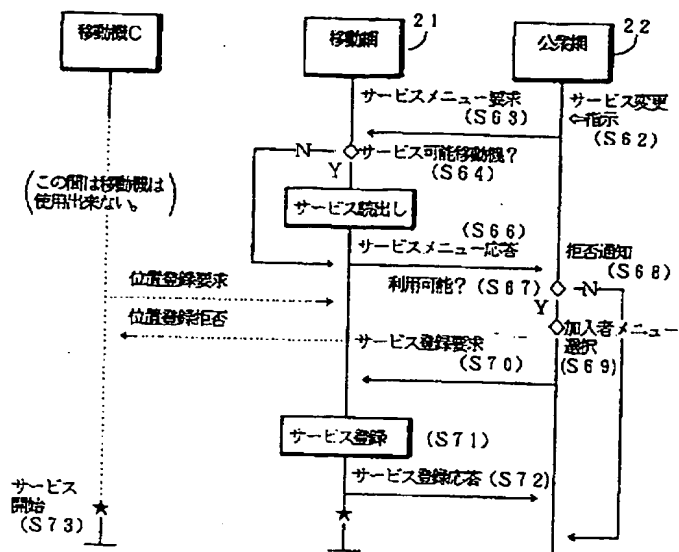 移動機C
移動網
21
公衆網
22
サービスメニュー要求
(S63)
サービス変更
⇦指示
(S62)
N
サービス可能移動機?
Y
(S64)
(この間は移動機は
使用出来ない。)
サービス読出し
(S66)
サービスメニュー応答
拒否通知
(S68)
位置登録要求
利用可能? (S67)
N
Y
位置登録拒否
加入者メニュー
選択
(S69)
サービス登録要求
(S70)
サービス登録
(S71)
サービス登録応答 (S72)
サービス
開始
(S73)